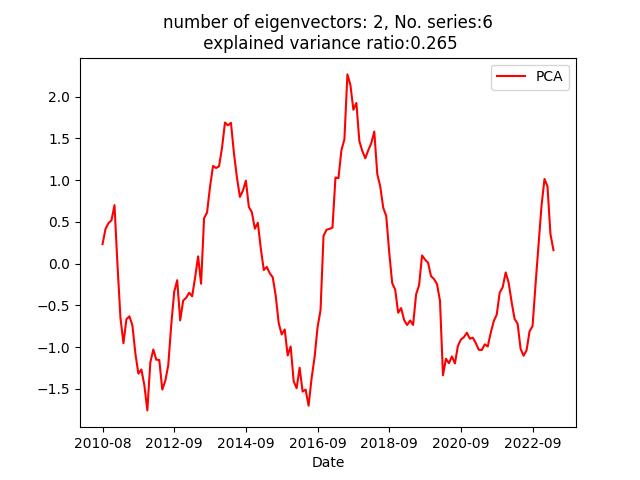 number of eigenvectors: 2, No. series:6
explained variance ratio:0.265
PCA
2.0
1.5
1.0
0.5
0.0
−0.5
−1.0
−1.5
2010-08 2012-09 2014-09 2016-09 2018-09 2020-09 2022-09
Date